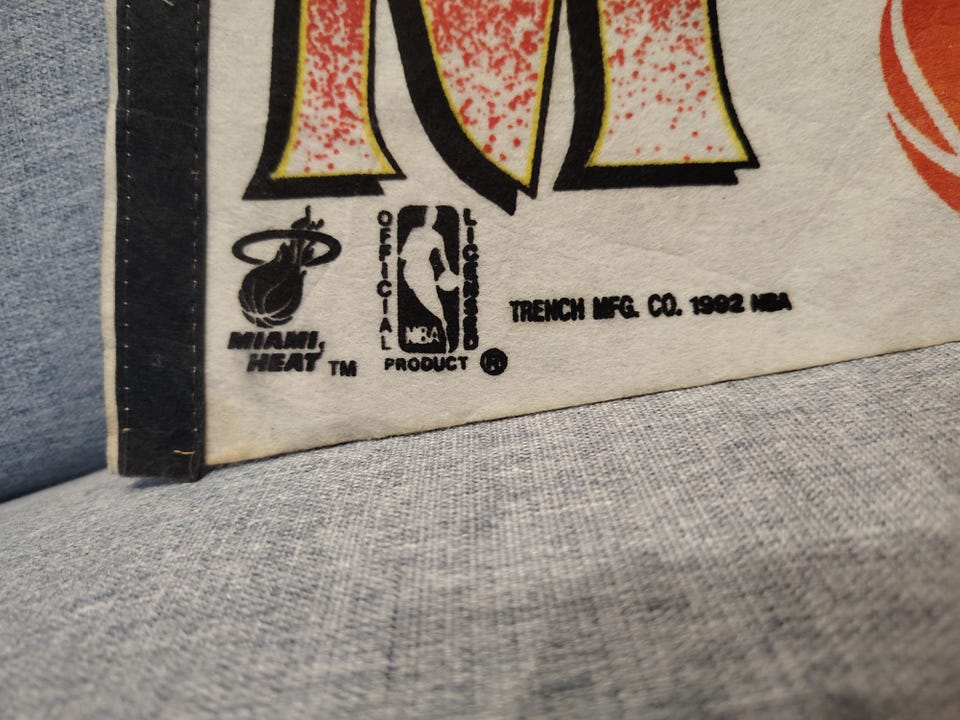 M
MIAMI
HEAT TM
OFFICIAL
LICENSED
NBA
PRODUCT ®
TRENCH MFG. CO. 1992 NBA